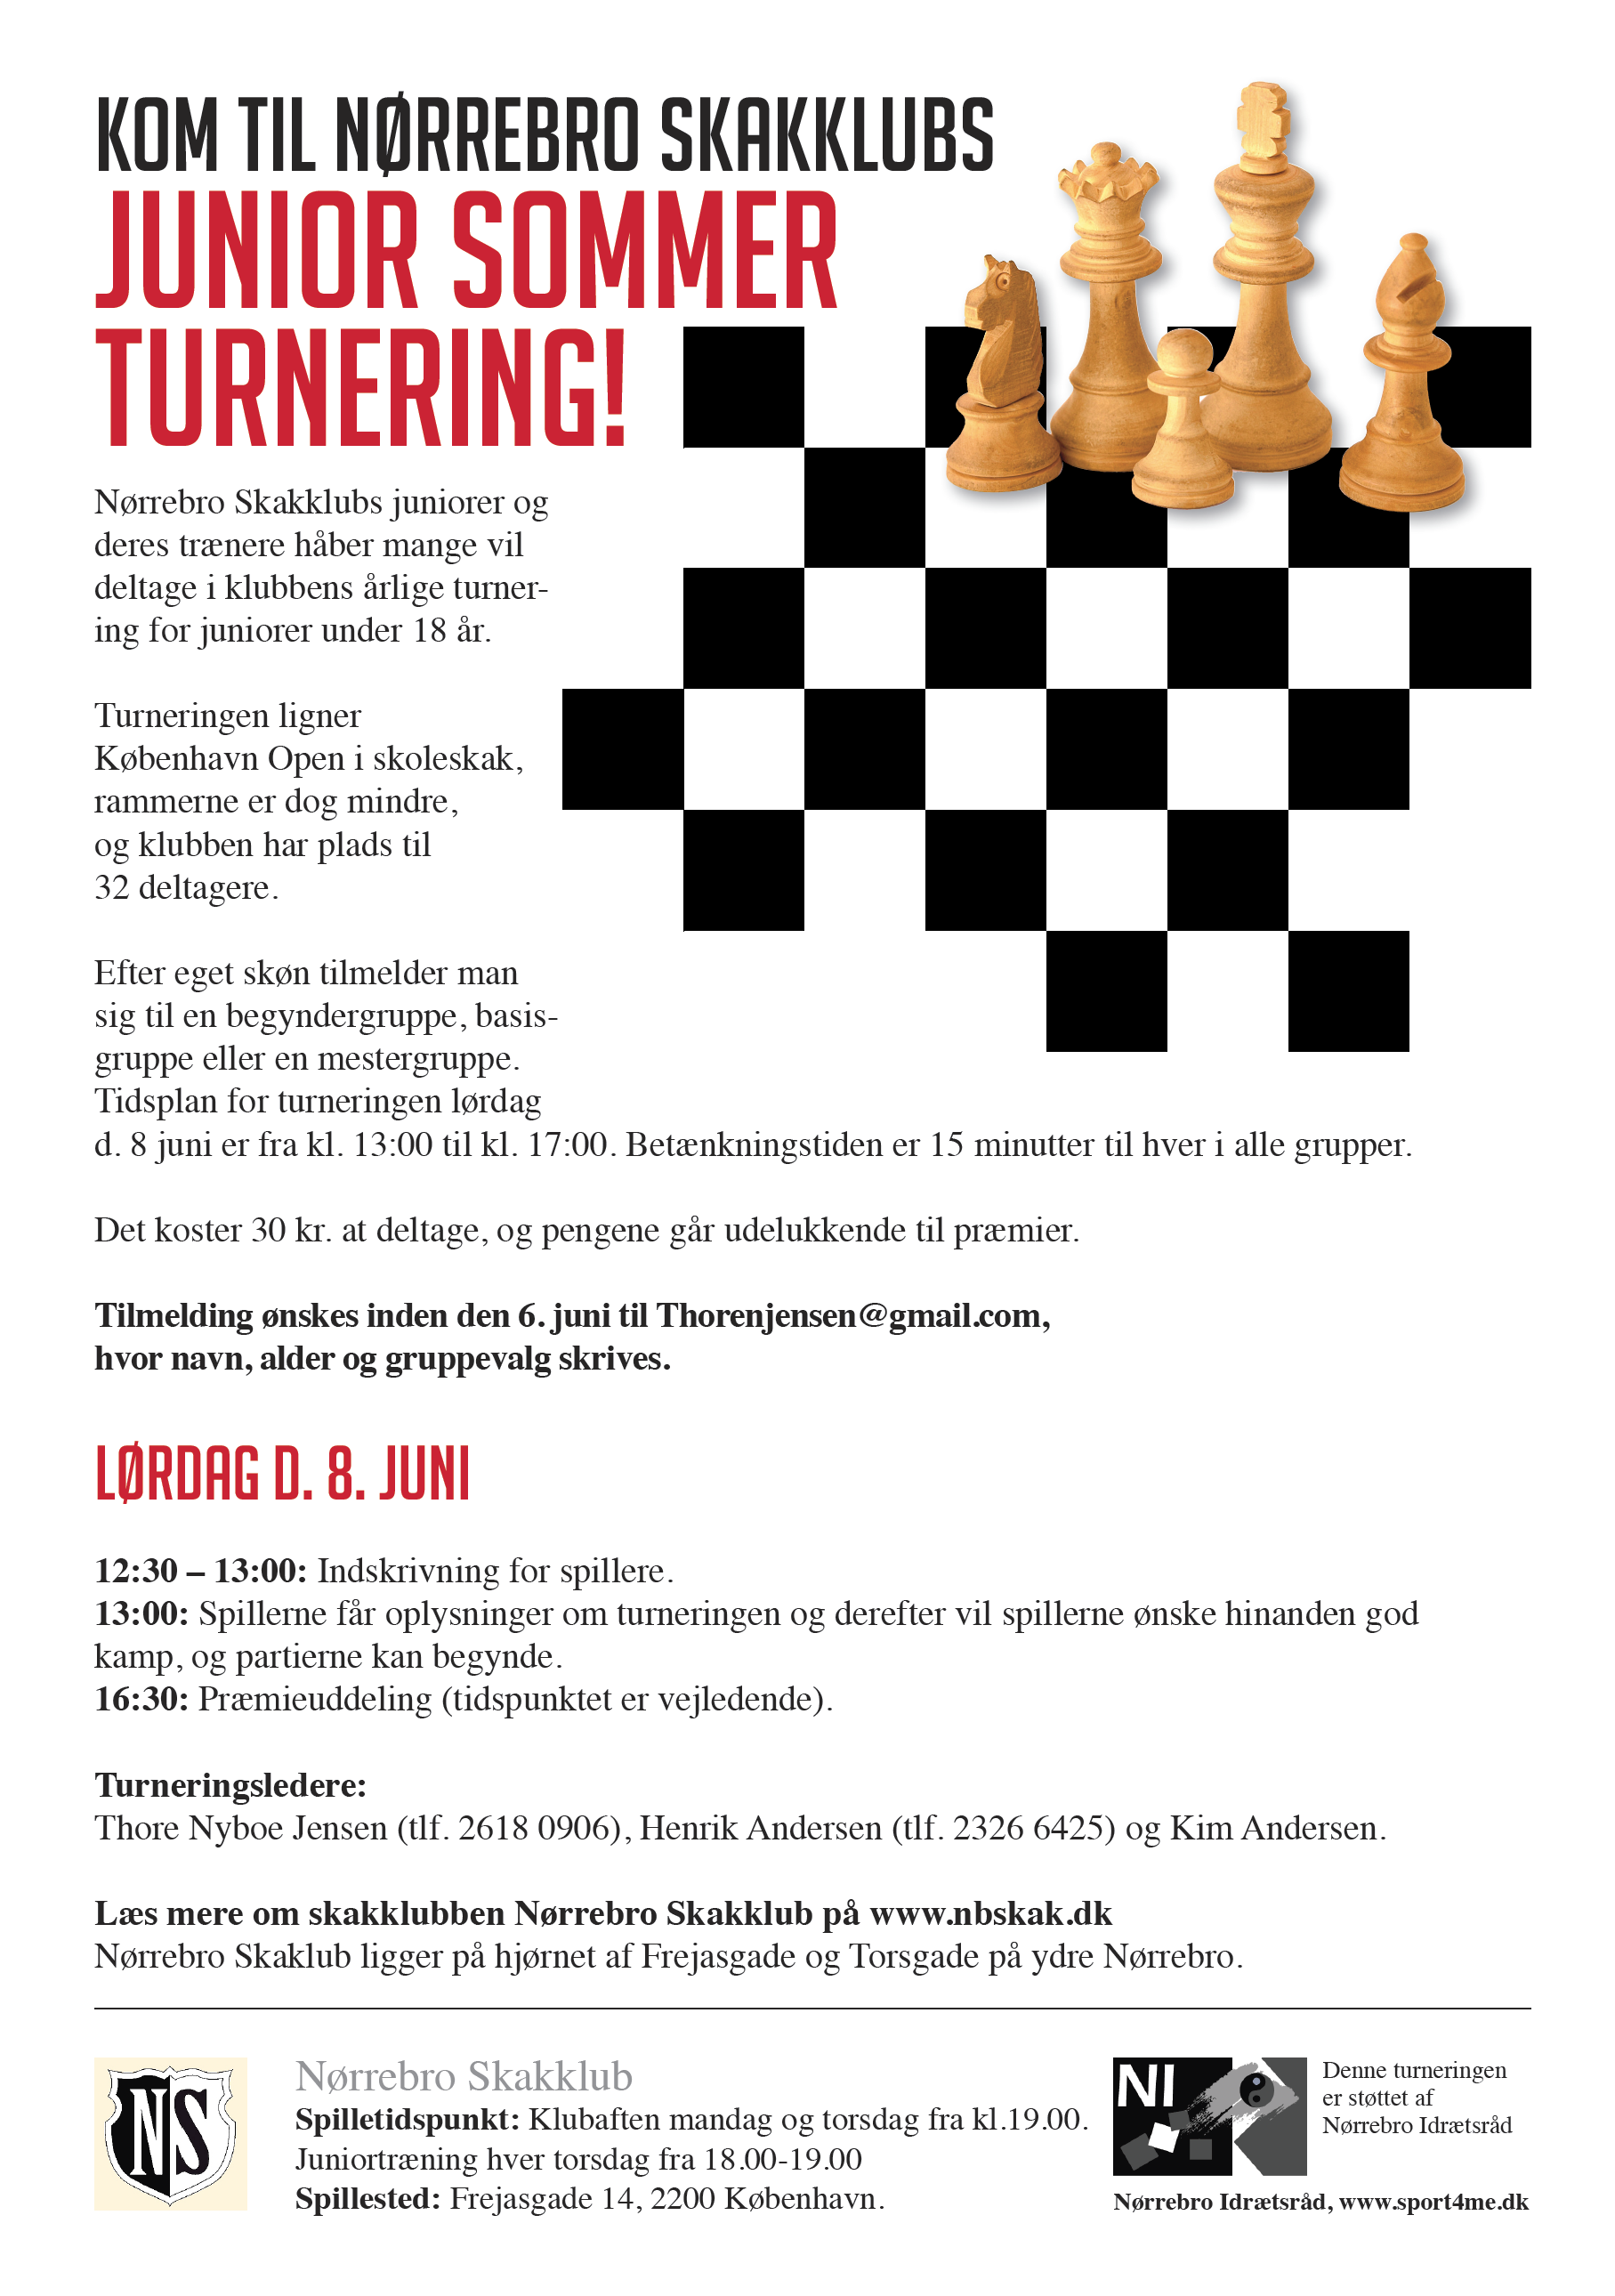 KOM TIL NØRREBRO SKAKKLUBS
JUNIOR SOMMER
TURNERING!
Nørrebro Skakklubs juniorer og
deres trænere håber mange vil
deltage i klubbens årlige turner-
ing for juniorer under 18 år.
Turneringen ligner
København Open i skoleskak,
rammerne er dog mindre,
og klubben har plads til
32 deltagere.
Efter eget skøn tilmelder man
sig til en begyndergruppe, basis-
gruppe eller en mestergruppe.
Tidsplan for turneringen lørdag
d. 8 juni er fra kl. 13:00 til kl. 17:00. Betænkningstiden er 15 minutter til hver i alle grupper.
Det koster 30 kr. at deltage, og pengene går udelukkende til præmier.
Tilmelding ønskes inden den 6. juni til Thorenjensen@gmail.com,
hvor navn, alder og gruppevalg skrives.
LØRDAG D. 8. JUNI
12:30 – 13:00: Indskrivning for spillere.
13:00: Spillerne får oplysninger om turneringen og derefter vil spillerne ønske hinanden god
kamp, og partierne kan begynde.
16:30: Præmieuddeling (tidspunktet er vejledende).
Turneringsledere:
Thore Nyboe Jensen (tlf. 2618 0906), Henrik Andersen (tlf. 2326 6425) og Kim Andersen.
Læs mere om skakklubben Nørrebro Skakklub på www.nbskak.dk
Nørrebro Skaklub ligger på hjørnet af Frejasgade og Torsgade på ydre Nørrebro.
NS
Nørrebro Skakklub
Spilletidspunkt: Klubaften mandag og torsdag fra kl.19.00.
Juniortræning hver torsdag fra 18.00-19.00
Spillested: Frejasgade 14, 2200 København.
NI
Denne turneringen
er støttet af
Nørrebro Idrætsråd
Nørrebro Idrætsråd, www.sport4me.dk